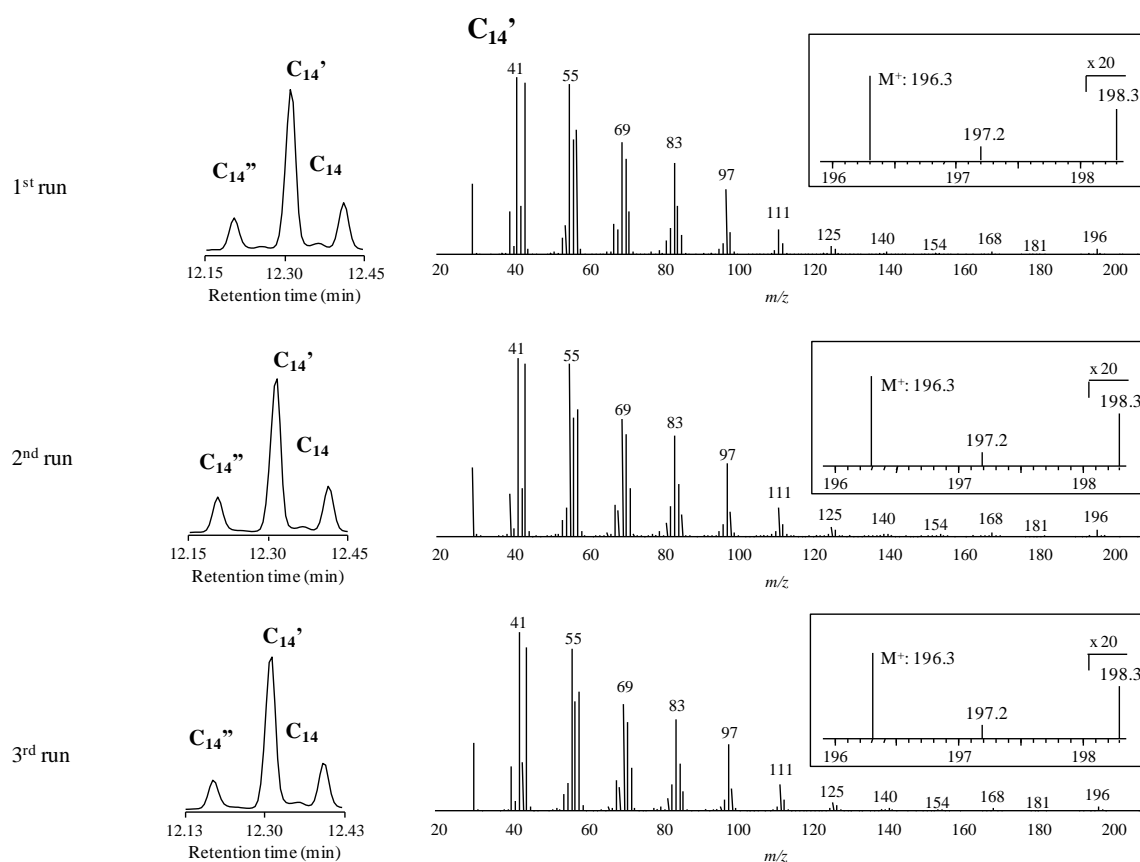 C14’
1st run
C14’
C14”
C14
12.15 12.30 12.45
Retention time (min)
41
55
69
83
97
111
125 140 154 168 181 196
20 40 60 80 100 120 140 160 180 200
m/z
x 20
M+: 196.3
198.3
197.2
196 197 198
2nd run
C14’
C14”
C14
12.15 12.30 12.45
Retention time (min)
41
55
69
83
97
111
125 140 154 168 181 196
20 40 60 80 100 120 140 160 180 200
m/z
x 20
M+: 196.3
198.3
197.2
196 197 198
3rd run
C14’
C14”
C14
12.13 12.30 12.43
Retention time (min)
41
55
69
83
97
111
125 140 154 168 181 196
20 40 60 80 100 120 140 160 180 200
m/z
x 20
M+: 196.3
198.3
197.2
196 197 198